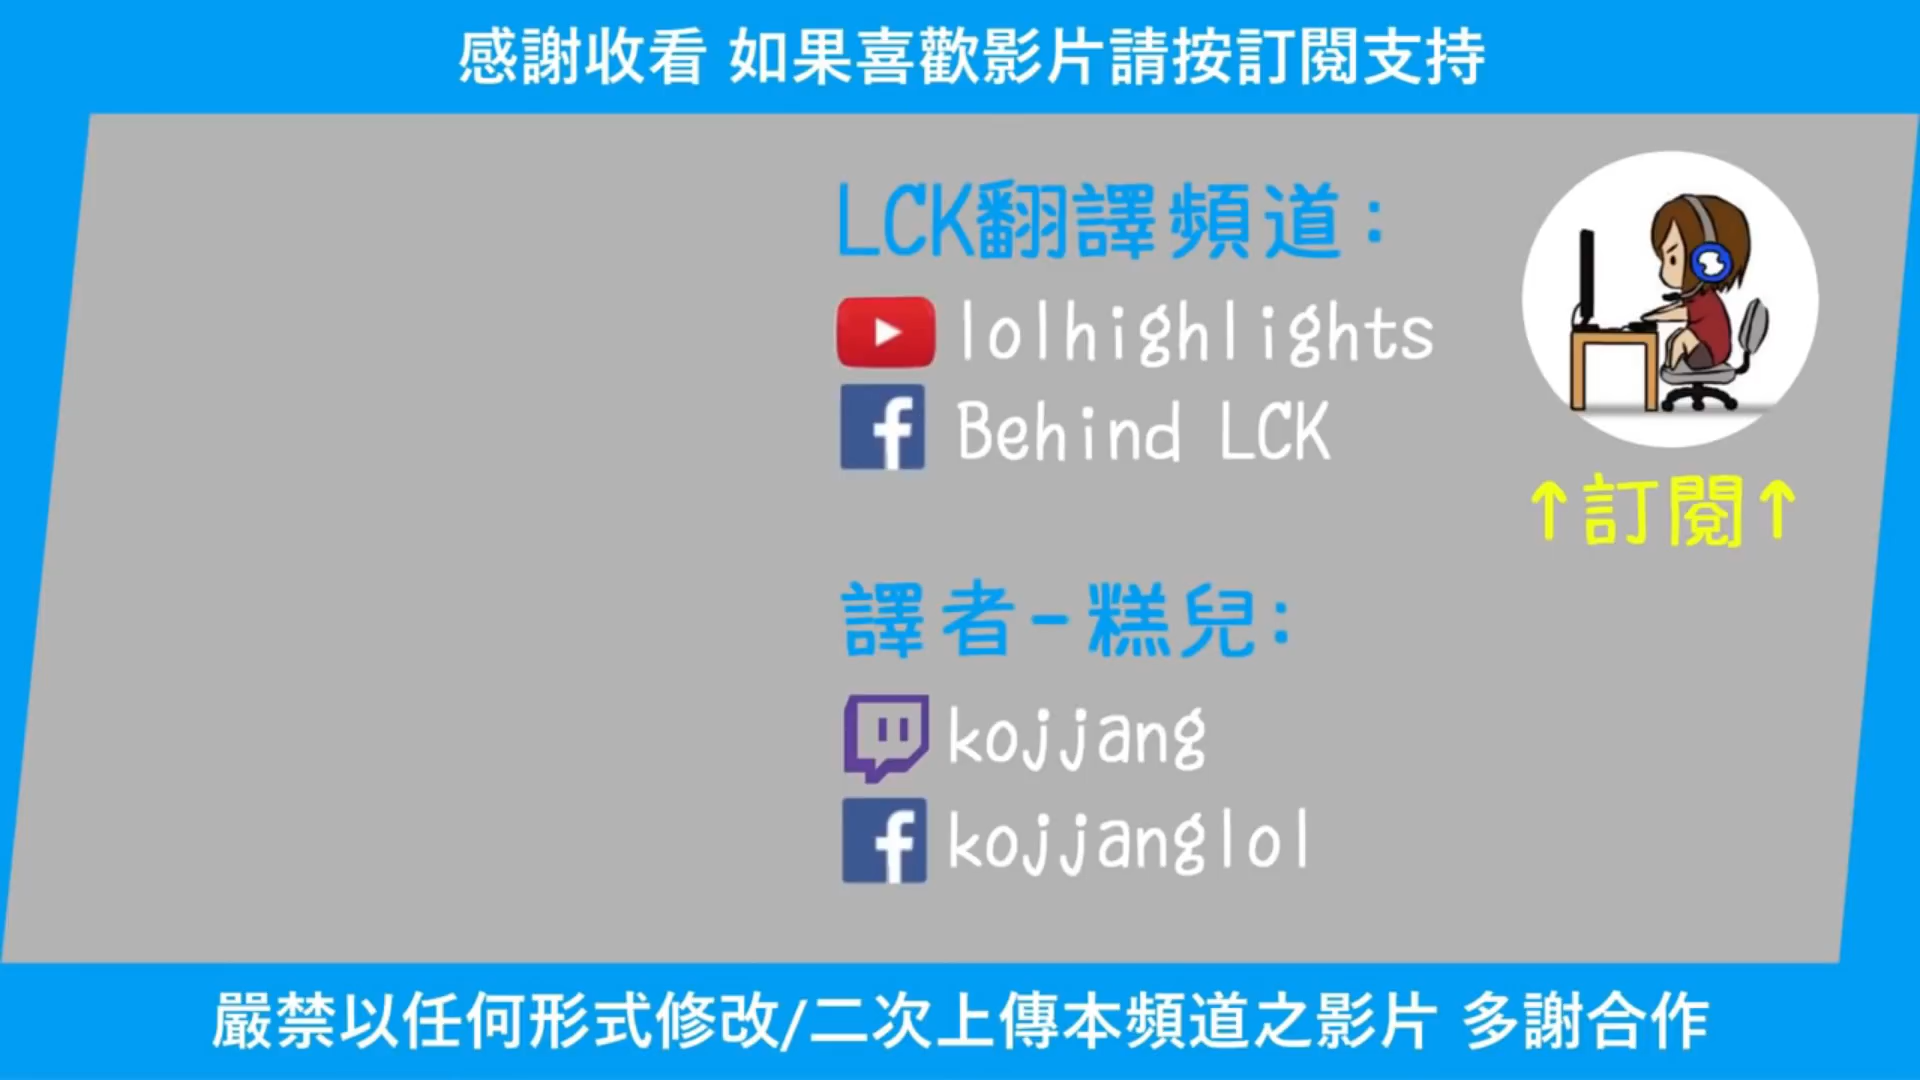 感謝收看 如果喜歡影片請按訂閱支持
LCK翻譯頻道:
lolhighlights
Behind LCK
↑訂閱↑
譯者-糕兒:
kojjang
kojjanglol
嚴禁以任何形式修改/二次上傳本頻道之影片 多謝合作